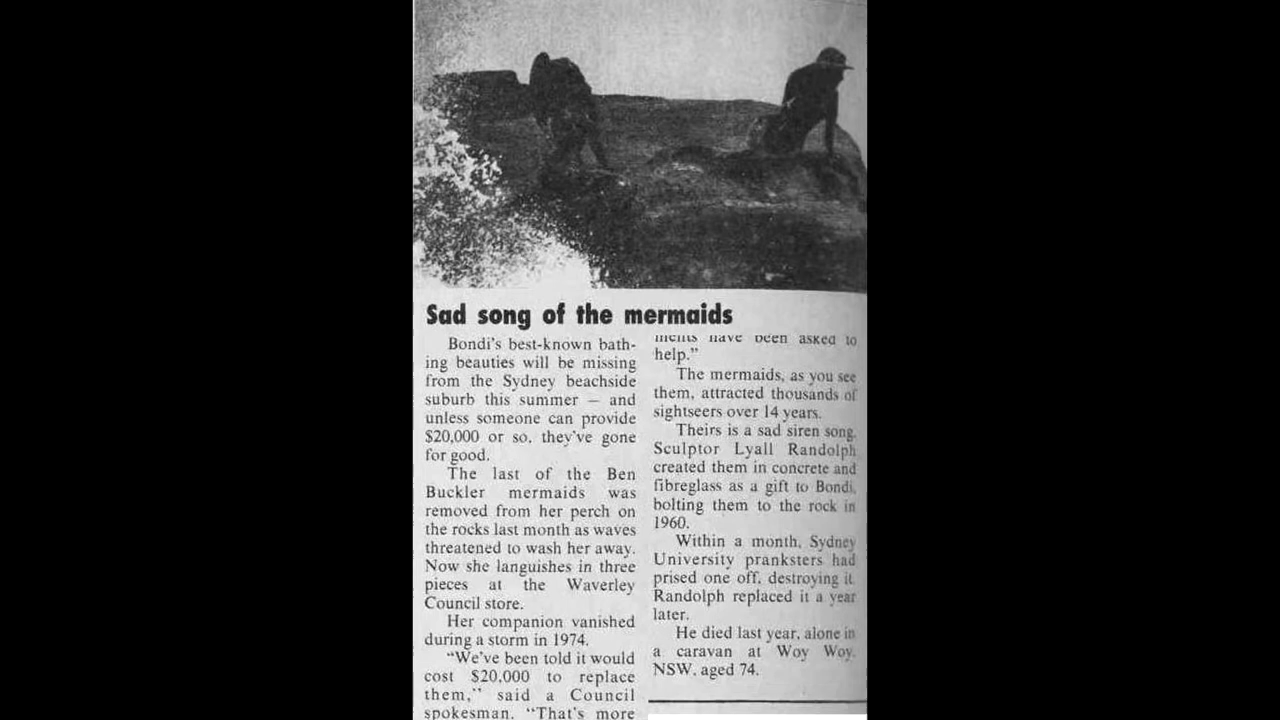 Sad song of the mermaids
Bondi's best-known bath-
ing beauties will be missing
from the Sydney beachside
suburb this summer — and
unless someone can provide
$20,000 or so, they've gone
for good.
The last of the Ben
Buckler mermaids was
removed from her perch on
the rocks last month as waves
threatened to wash her away.
Now she languishes in three
pieces at the Waverley
Council store.
Her companion vanished
during a storm in 1974.
"We've been told it would
cost $20,000 to replace
them," said a Council
spokesman. "That's more
have been asked to
help."
The mermaids, as you see
them, attracted thousands of
sightseers over 14 years.
Theirs is a sad siren song.
Sculptor Lyall Randolph
created them in concrete and
fibreglass as a gift to Bondi,
bolting them to the rock in
1960.
Within a month, Sydney
University pranksters had
prised one off, destroying it.
Randolph replaced it a year
later.
He died last year, alone in
a caravan at Woy Woy,
NSW, aged 74.